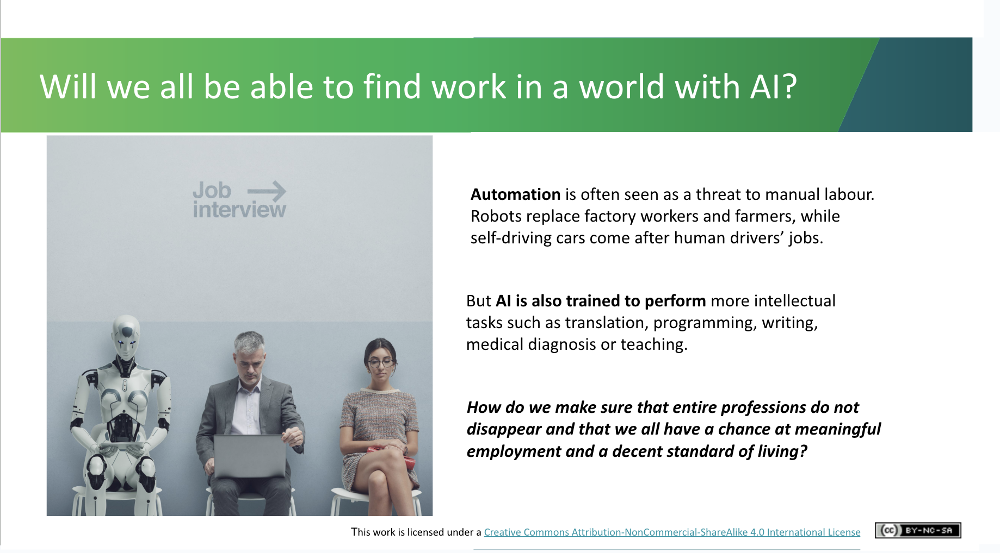 Will we all be able to find work in a world with AI?
Job →
interview
Automation is often seen as a threat to manual labour.
Robots replace factory workers and farmers, while
self-driving cars come after human drivers’ jobs.
But AI is also trained to perform more intellectual
tasks such as translation, programming, writing,
medical diagnosis or teaching.
How do we make sure that entire professions do not
disappear and that we all have a chance at meaningful
employment and a decent standard of living?
This work is licensed under a Creative Commons Attribution-NonCommercial-ShareAlike 4.0 International License
cc BY-NC-SA